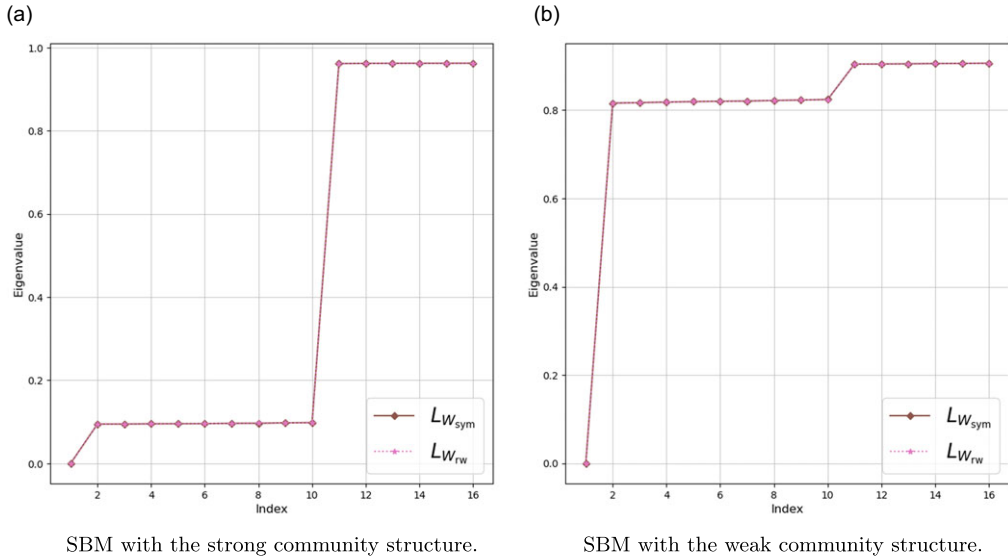 (a)
1.0
0.8
0.6
0.4
0.2
0.0
Eigenvalue
2 4 6 8 10 12 14 16
Index
L_{W_{sym}}
L_{W_{rw}}
SBM with the strong community structure.
(b)
0.8
0.6
0.4
0.2
0.0
Eigenvalue
2 4 6 8 10 12 14 16
Index
L_{W_{sym}}
L_{W_{rw}}
SBM with the weak community structure.